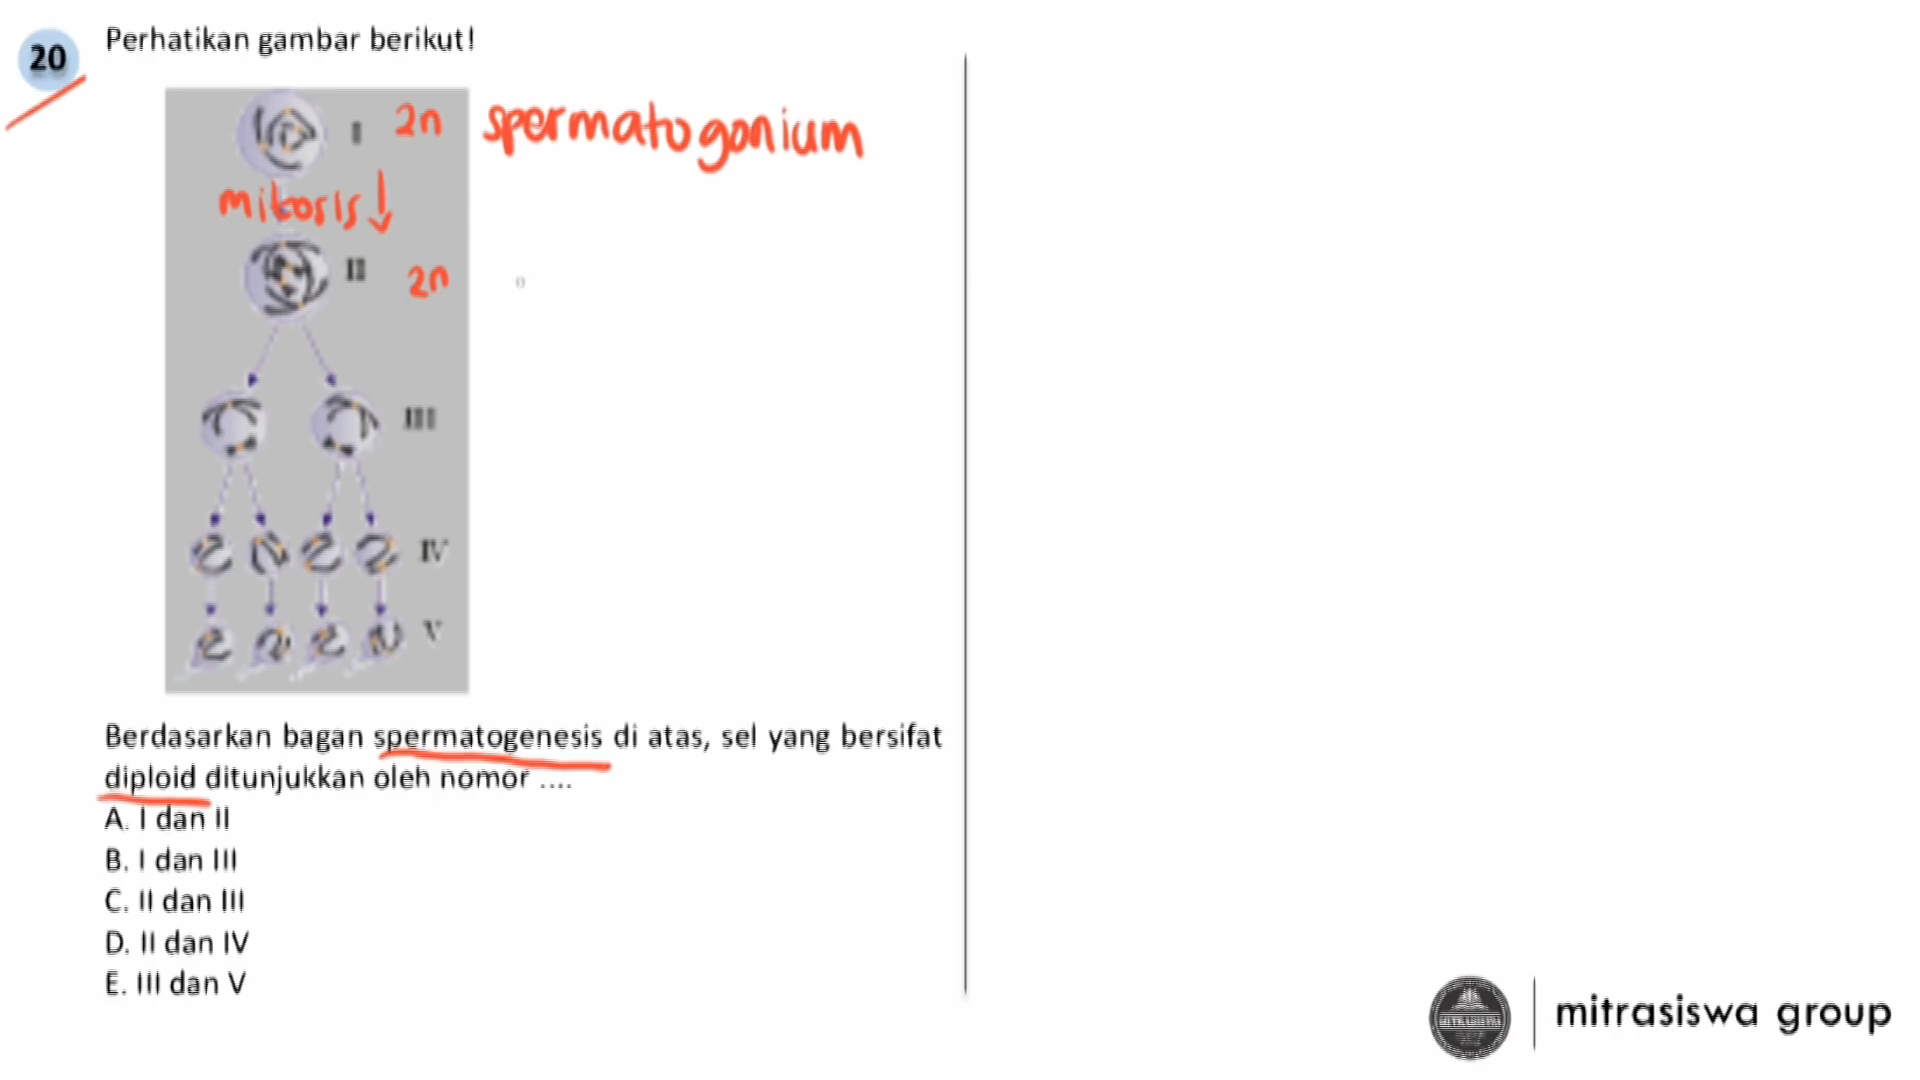 20
Perhatikan gambar berikut!
I 2n spermatogonium
mitosis
II 2n
III
IV
V
Berdasarkan bagan spermatogenesis di atas, sel yang bersifat
diploid ditunjukkan oleh nomor ....
A. I dan II
B. I dan III
C. II dan III
D. II dan IV
E. III dan V
mitrasiswa group